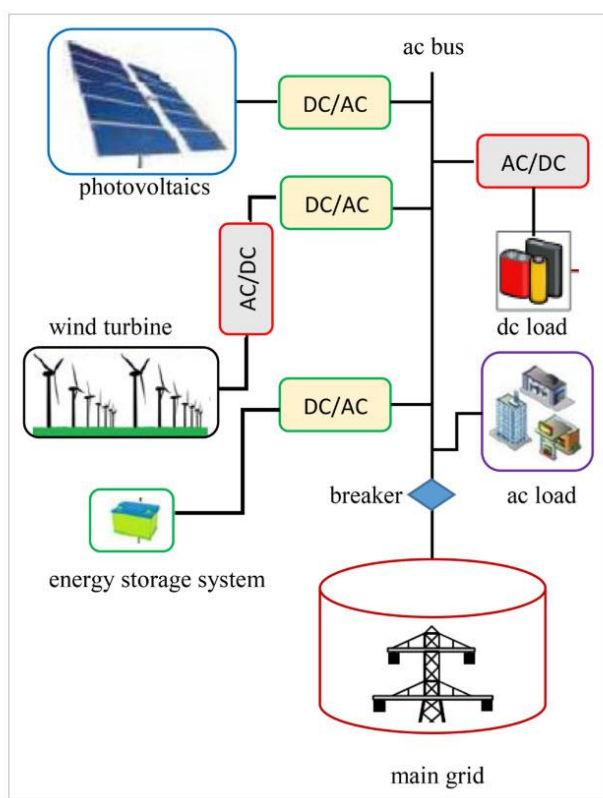 ac bus
DC/AC
AC/DC
photovoltaics
DC/AC
AC/DC
wind turbine
dc load
DC/AC
breaker
ac load
energy storage system
main grid